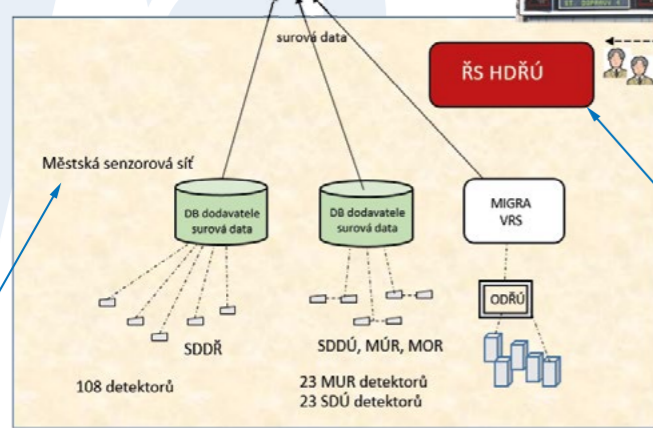 surová data
ŘS HDŘÚ
Městská senzorová síť
DB dodavatele
surová data
DB dodavatele
surová data
MIGRA
VRS
ODŘÚ
SDDŘ
SDDÚ, MÚR, MOR
108 detektorů
23 MUR detektorů
23 SDÚ detektorů